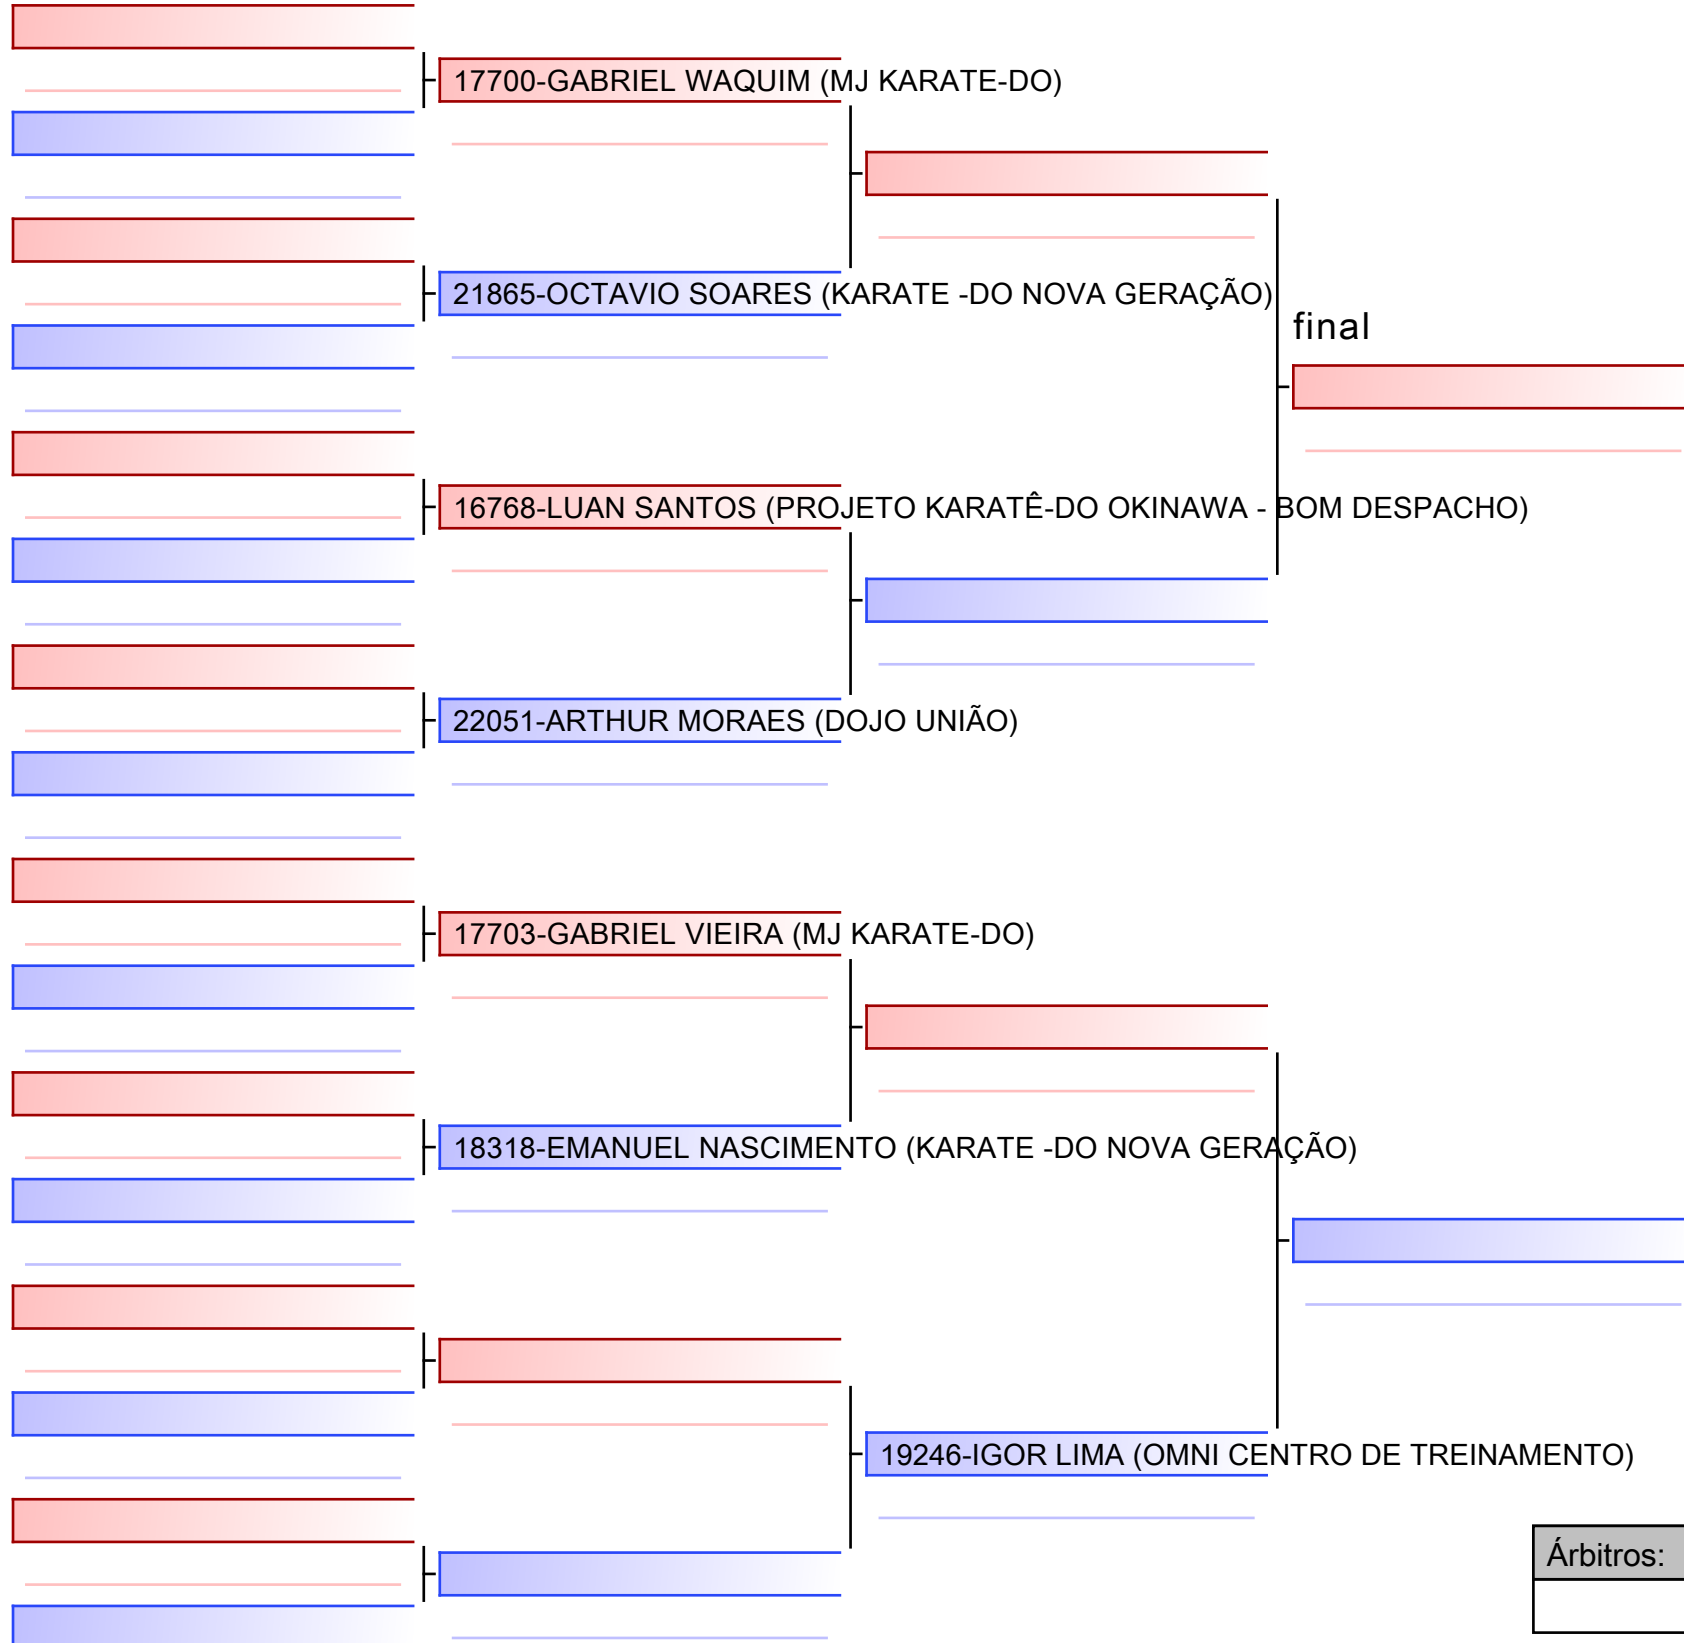 17700-GABRIEL WAQUIM (MJ KARATE-DO)
21865-OCTAVIO SOARES (KARATE -DO NOVA GERAÇÃO)
final
16768-LUAN SANTOS (PROJETO KARATÊ-DO OKINAWA - BOM DESPACHO)
22051-ARTHUR MORAES (DOJO UNIÃO)
17703-GABRIEL VIEIRA (MJ KARATE-DO)
18318-EMANUEL NASCIMENTO (KARATE -DO NOVA GERAÇÃO)
19246-IGOR LIMA (OMNI CENTRO DE TREINAMENTO)
Árbitros: